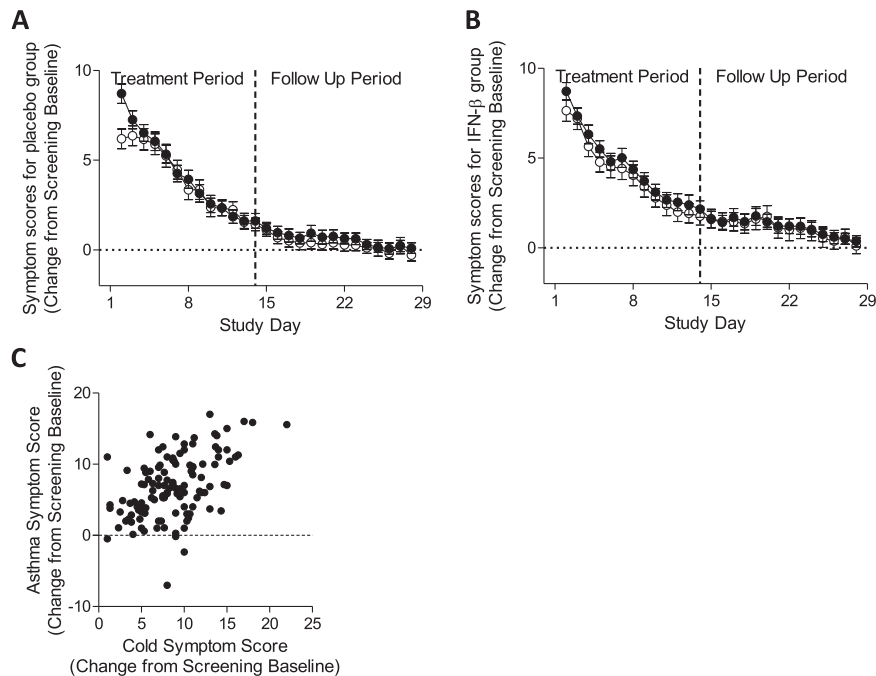 A
Symptom scores for placebo group
(Change from Screening Baseline)
10
5
0
Treatment Period
Follow Up Period
1 8 15 22 29
Study Day
B
Symptom scores for IFN-β group
(Change from Screening Baseline)
10
5
0
Treatment Period
Follow Up Period
1 8 15 22 29
Study Day
C
Asthma Symptom Score
(Change from Screening Baseline)
20
10
0
-10
0 5 10 15 20 25
Cold Symptom Score
(Change from Screening Baseline)